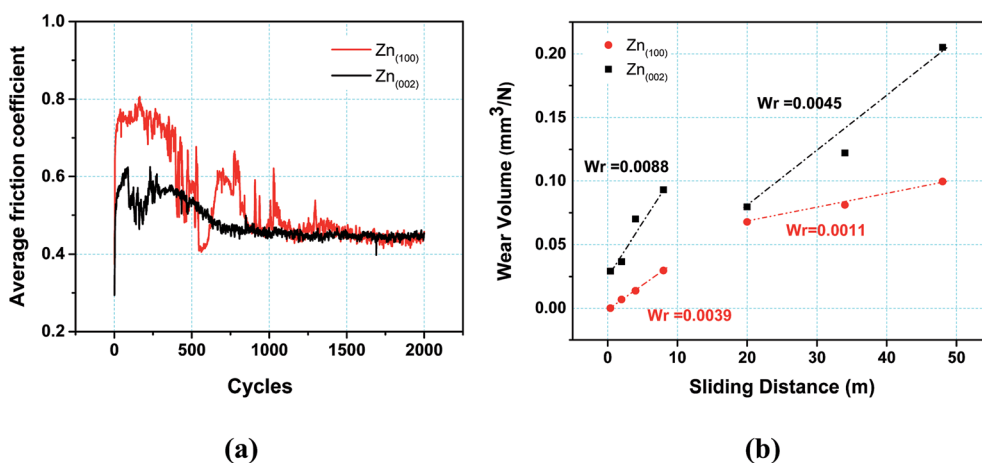 1.0
0.8
0.6
0.4
0.2
Average friction coefficient
Zn(100)
Zn(002)
0
500
1000
1500
2000
Cycles
(a)
0.20
0.15
0.10
0.05
0.00
Wear Volume (mm³/N)
Zn(100)
Zn(002)
Wr =0.0045
Wr =0.0088
Wr=0.0011
Wr =0.0039
0
10
20
30
40
50
Sliding Distance (m)
(b)